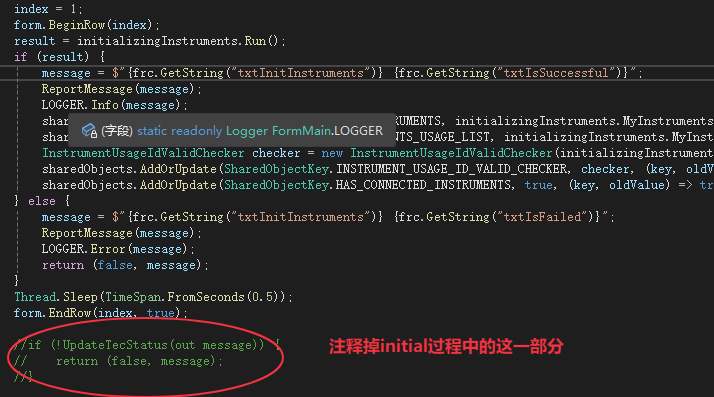 index = 1;
form.BeginRow(index);
result = initializingInstruments.Run();
if (result) {
message = $"{frc.GetString("txtInitInstruments")} {frc.GetString("txtIsSuccessful")}";
ReportMessage(message);
LOGGER.Info(message);
shar
RUMENTS, initializingInstruments.MyInstruments
(字段) static readonly Logger FormMain.LOGGER
shar
NTS_USAGE_LIST, initializingInstruments.MyInst
InstrumentUsageIdValidChecker checker = new InstrumentUsageIdValidChecker(initializingInstrum
sharedObjects.AddOrUpdate(SharedObjectKey.INSTRUMENT_USAGE_ID_VALID_CHECKER, checker, (key, oldV
sharedObjects.AddOrUpdate(SharedObjectKey.HAS_CONNECTED_INSTRUMENTS, true, (key, oldValue) => tr
} else {
message = $"{frc.GetString("txtInitInstruments")} {frc.GetString("txtIsFailed")}";
ReportMessage(message);
LOGGER.Error(message);
return (false, message);
}
Thread.Sleep(TimeSpan.FromSeconds(0.5));
form.EndRow(index, true);
//if (!UpdateTecStatus(out message)) {
// return (false, message);
//}
注释掉initial过程中的这一部分